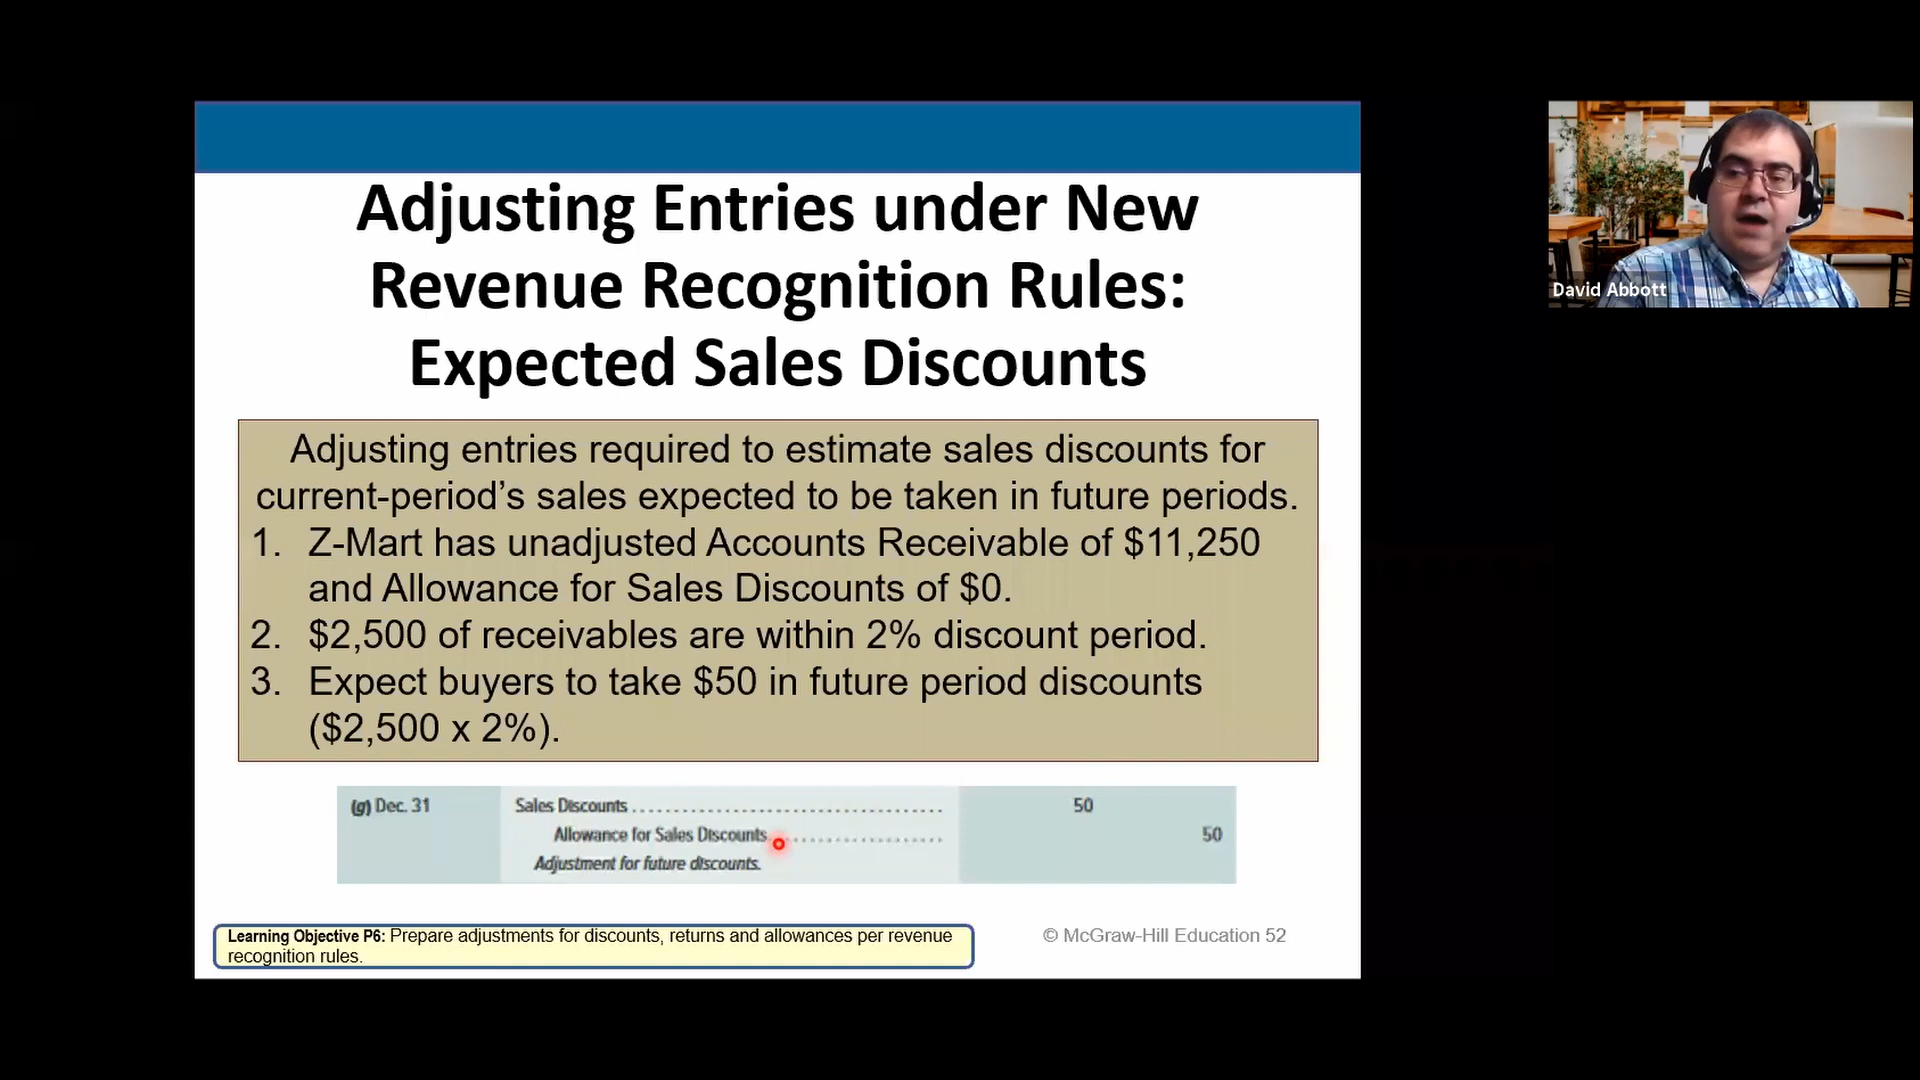 Adjusting Entries under New
Revenue Recognition Rules:
Expected Sales Discounts
Adjusting entries required to estimate sales discounts for
current-period’s sales expected to be taken in future periods.
1. Z-Mart has unadjusted Accounts Receivable of $11,250
and Allowance for Sales Discounts of $0.
2. $2,500 of receivables are within 2% discount period.
3. Expect buyers to take $50 in future period discounts
($2,500 x 2%).
(g) Dec. 31 Sales Discounts .................................... 50
Allowance for Sales Discounts .................... 50
Adjustment for future discounts.
Learning Objective P6: Prepare adjustments for discounts, returns and allowances per revenue
recognition rules.
© McGraw-Hill Education 52
David Abbott